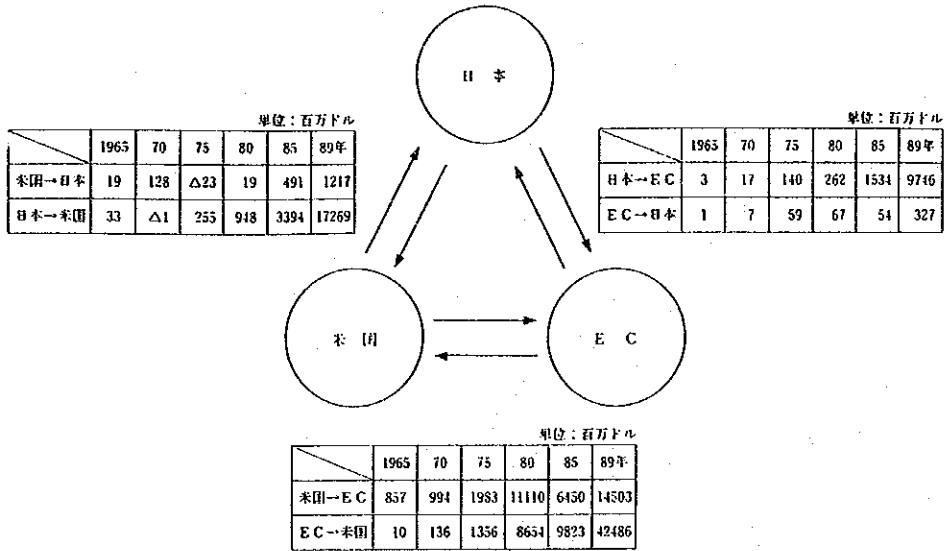 日本
単位：百万ドル
1965 70 75 80 85 89年
米国→日本 19 128 △23 19 491 1217
日本→米国 33 △1 255 948 3394 17269
単位：百万ドル
1965 70 75 80 85 89年
日本→EC 3 17 140 262 1534 9746
EC→日本 1 7 59 67 54 327
米国
EC
単位：百万ドル
1965 70 75 80 85 89年
米国→EC 857 994 1983 11110 6450 14503
EC→米国 10 136 1356 8654 9823 42486